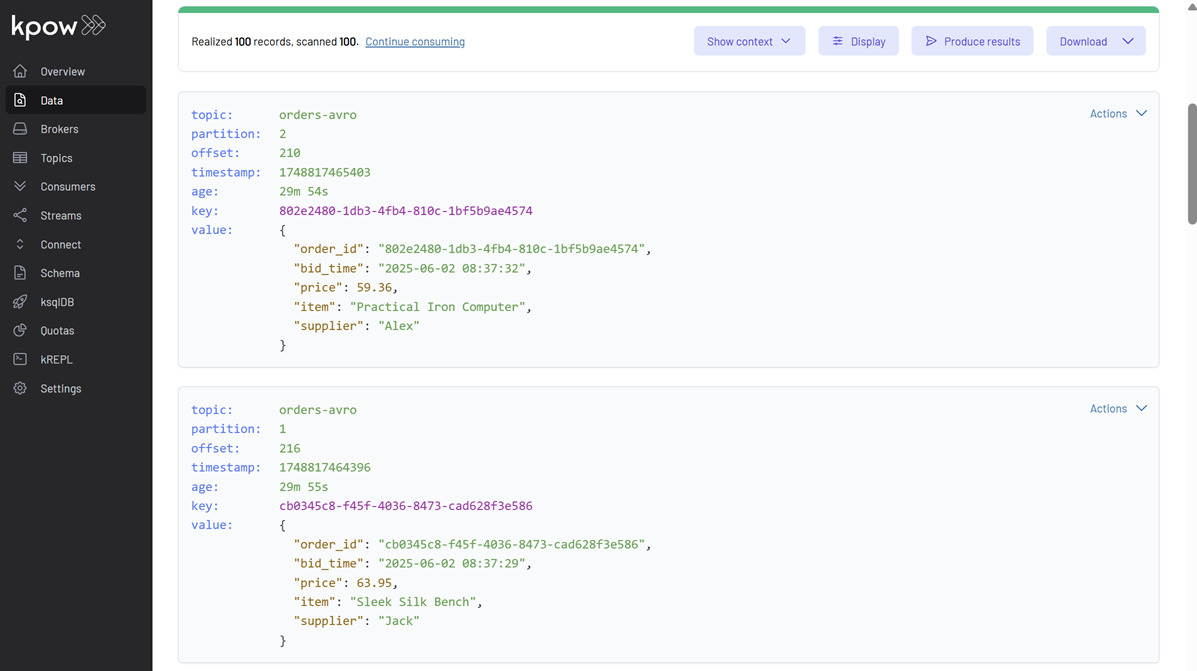 kpow
Overview
Data
Brokers
Topics
Consumers
Streams
Connect
Schema
ksqlDB
Quotas
kREPL
Settings
Realized 100 records, scanned 100. Continue consuming
Show context
Display
Produce results
Download
Actions
topic: orders-avro
partition: 2
offset: 210
timestamp: 1748817465403
age: 29m 54s
key: 802e2480-1db3-4fb4-810c-1bf5b9ae4574
value: {
"order_id": "802e2480-1db3-4fb4-810c-1bf5b9ae4574",
"bid_time": "2025-06-02 08:37:32",
"price": 59.36,
"item": "Practical Iron Computer",
"supplier": "Alex"
}
Actions
topic: orders-avro
partition: 1
offset: 216
timestamp: 1748817464396
age: 29m 55s
key: cb0345c8-f45f-4036-8473-cad628f3e586
value: {
"order_id": "cb0345c8-f45f-4036-8473-cad628f3e586",
"bid_time": "2025-06-02 08:37:29",
"price": 63.95,
"item": "Sleek Silk Bench",
"supplier": "Jack"
}